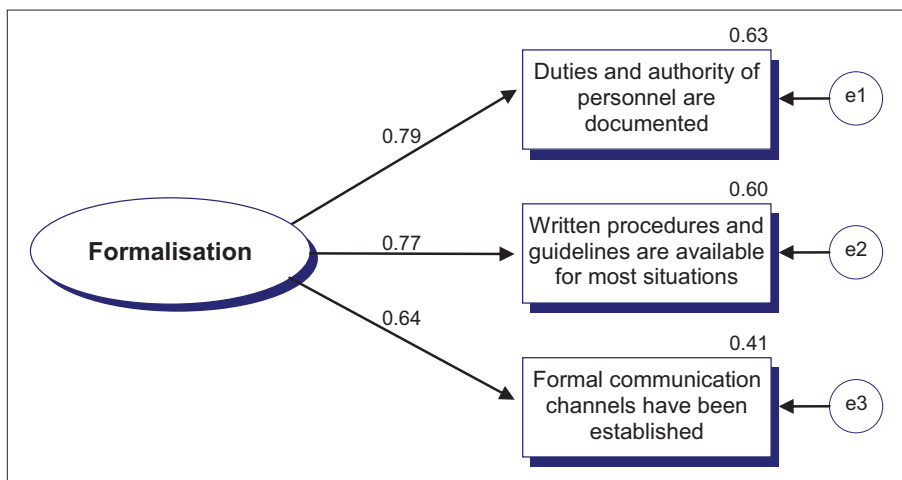 0.63
Duties and authority of
personnel are
documented
e1
0.79
0.60
Written procedures and
guidelines are available
for most situations
e2
Formalisation
0.77
0.64
0.41
Formal communication
channels have been
established
e3